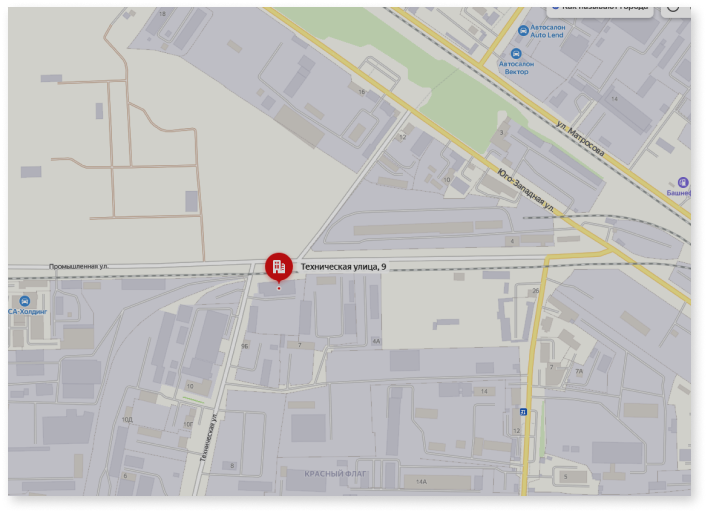 Как называют города
18
Автосалон
Auto Lend
Автосалон
Вектор
16
14
ул. Матросова
3
12
10
Юго-Западная ул.
Башнеф
4
Промышленная ул.
Техническая улица, 9
СА-Холдинг
2Б
9Б
7
4А
7
7А
10
14
10Д
10Г
12
Техническая ул.
8
КРАСНЫЙ ФЛАГ
6
14А
5